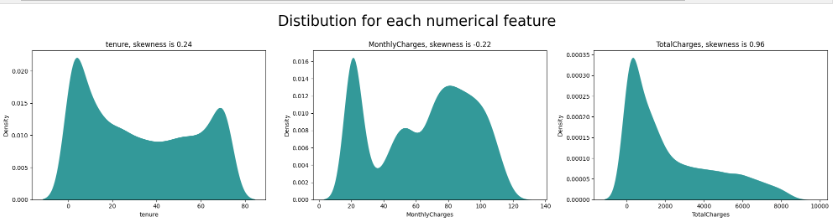 Distibution for each numerical feature
tenure, skewness is 0.24
0.020
0.015
0.010
0.005
0.000
Density
0 20 40 60 80
tenure
MonthlyCharges, skewness is -0.22
0.016
0.014
0.012
0.010
0.008
0.006
0.004
0.002
0.000
Density
0 20 40 60 80 100 120 140
MonthlyCharges
TotalCharges, skewness is 0.96
0.00035
0.00030
0.00025
0.00020
0.00015
0.00010
0.00005
0.00000
Density
0 2000 4000 6000 8000 10000
TotalCharges